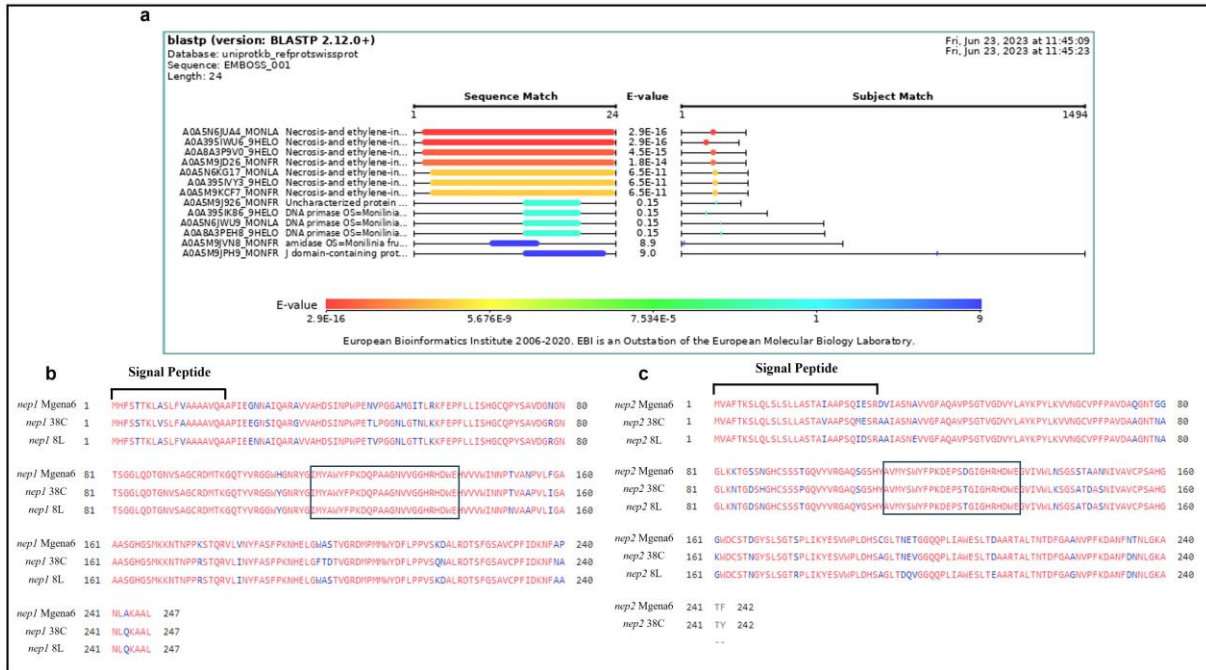 a
blastp (version: BLASTP 2.12.0+)
Database: uniprotkb_refprotswissprot
Sequence: EMBOSS_001
Length: 24
Fri, Jun 23, 2023 at 11:45:09
Fri, Jun 23, 2023 at 11:45:23
Sequence Match E-value Subject Match
1 24 1 1494
A0A5N6JUA4_MONLA Necrosis-and ethylene-in... 2.9E-16
A0A395IWU6_9HELO Necrosis-and ethylene-in... 2.9E-16
A0A8A3P9V0_9HELO Necrosis-and ethylene-in... 4.5E-15
A0A5M9JD26_MONFR Necrosis-and ethylene-in... 1.8E-14
A0A5N6KG17_MONLA Necrosis-and ethylene-in... 6.5E-11
A0A395IVY3_9HELO Necrosis-and ethylene-in... 6.5E-11
A0A5M9KCF7_MONFR Necrosis-and ethylene-in... 6.5E-11
A0A5M9J926_MONFR Uncharacterized protein ... 0.15
A0A395IK86_9HELO DNA primase OS=Monilinia... 0.15
A0A5N6JWU9_MONLA DNA primase OS=Monilinia... 0.15
A0A8A3PEH8_9HELO DNA primase OS=Monilinia... 0.15
A0A5M9JVN8_MONFR amidase OS=Monilinia fru... 8.9
A0A5M9JPH9_MONFR J domain-containing prot... 9.0
E-value
2.9E-16 5.676E-9 7.534E-5 1 9
European Bioinformatics Institute 2006-2020. EBI is an Outstation of the European Molecular Biology Laboratory.
b
Signal Peptide
nep1 Mgena6 1 MHFSTTKLASLFVAAAAVQAAPIEGNNAIQARAVVAHDSINPWPENVPGGAMGITLRKFEPFLLISHGCQPYSAVDGNGN 80
nep1 38C 1 MHFSSTKLVSLFAAAAAVQAAPIEEGNSIQARGVVAHDSINPWPETLPGGNLGTNLGKFEPFLLISHGCQPYSAVDGNGN 80
nep1 8L 1 MHFSTTKLASLFVAAAAVQAAPIEENNAIQARAVVAHDSINPWPETVPGGNLGTTLKKFEPFLLISHGCQPYSAVDGRGN 80
nep1 Mgena6 81 TSGGLQDTGNVSAGCRDMTKGQTYVRGGWHGNRYGIMYAWYFPKDQPAAGNVVGGHRHDWEHVVVWINNPTVANPVLFGA 160
nep1 38C 81 TSGGLQDTGNVSAGCRDMTKGQTYVRGGWYGNRYGIMYAWYFPKDQPAAGNVVGGHRHDWEHVVVWINNPTVAAPVLIGA 160
nep1 8L 81 TSGGLQDTGNVSAGCRDMTKGQTYVRGGWYGNRYGIMYAWYFPKDQPAAGNVVGGHRHDWEHVVVWINNPNVAAPVLIGA 160
nep1 Mgena6 161 AASGHGSMKKNTNPPKSTQRVLVNYFASFPKNHELGWASTVGRDMPMWYDFLPPVSKDALRDTSFGSAVCPFIDKNFAP 240
nep1 38C 161 AASGHGSMKKNTNPPRSTQRVLINYFASFPKNHELGFTDTVGRDMPMMWYDFLPPVSQNALRDTSFGSAVCPFIDKNFNA 240
nep1 8L 161 AASGHGSMKKNTNPPRSTQRVLINYFASFPKNHELGWASTVGRDMPMMWYDFLPPVSKDALRDTSFGSAVCPFIDKNFAA 240
nep1 Mgena6 241 NLAKAAL 247
nep1 38C 241 NLQKAAL 247
nep1 8L 241 NLQKAAL 247
c
Signal Peptide
nep2 Mgena6 1 MVAFTKSLQLSLSLLASTAIAAPSQIESRDVIASNAVVGFAQAVPSGTVGDVYLAYKPYLKVVNGCVPFPAVDAQGNTGG 80
nep2 38C 1 MVAFTKSLQLSLSLLASTAIAAPSQMESRAAIASNAVVGFAQAVPSGTVGDVYLAYKPYLKVVNGCVPFPAVDAAGNTNA 80
nep2 8L 1 MVAFTKSLQLSLSLLASTAIAAPSQIDSRAAIASNEVVGFAQAVPSGTVGDVYLAYKPYLKVVNGCVPFPAVDAAGNTNA 80
nep2 Mgena6 81 GLKKTGSSNGHCSSSTGQVYVRGAQSGSHYAVMYSWYFPKDEPSDGIGHRHDWEGVIVWLNSGSSTAANNIVAVCPSAHG 160
nep2 38C 81 GLKNTGDSHGHCSSSPGQVYVRGAQSGSHYAVMYSWYFPKDEPSTGIGHRHDWEGVIVWLKSGSATDASNIVAVCPSAHG 160
nep2 8L 81 GLKNTGDSNGHCSSSTGQVYVRGAQSGSHYAVMYSWYFPKDEPSTGIGHRHDWEGVIVWLKSGSATDASNIVAVCPSAHG 160
nep2 Mgena6 161 GWDCSTDGYSLSGTSPLIKYESVWPLDHSCGLTNETGGQQPLIAWESLTDAARTALTNTDFGAANVPFKDANFNTNLGKA 240
nep2 38C 161 KWDCSTNGYSLSGTSPLIKYESVWPLDHSAGLTDVVGGQQPLIAWESLTDAARTALTNTDFGAANVPFKDANFDNNLGKA 240
nep2 8L 161 GWDCSTNGYSLSGTRPLIKYESVWPLDHSAGLTDQVGGQQPLIAWESLTEAARTALTNTDFGAGNVPFKDANFDNNLGKA 240
nep2 Mgena6 241 TF 242
nep2 38C 241 TY 242
nep2 8L --